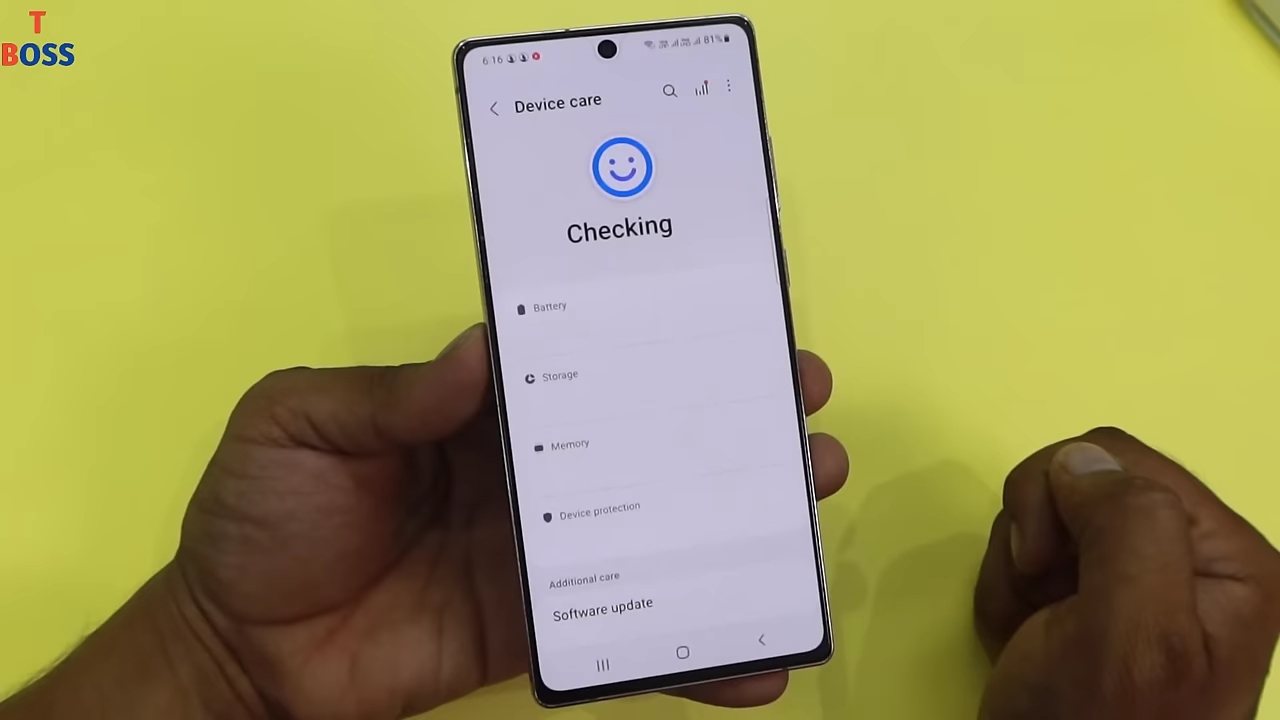 T
BOSS
6:16
81%
Device care
Checking
Battery
Storage
Memory
Device protection
Additional care
Software update